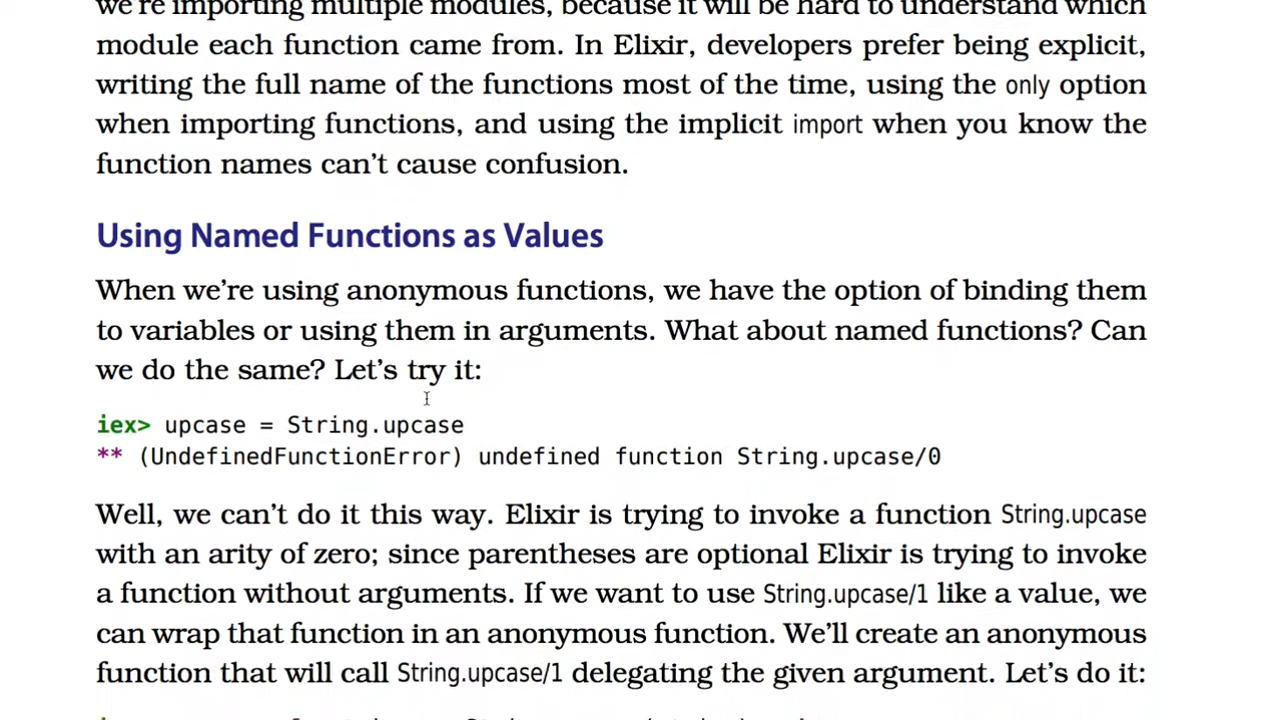 we're importing multiple modules, because it will be hard to understand which
module each function came from. In Elixir, developers prefer being explicit,
writing the full name of the functions most of the time, using the only option
when importing functions, and using the implicit import when you know the
function names can't cause confusion.
Using Named Functions as Values
When we're using anonymous functions, we have the option of binding them
to variables or using them in arguments. What about named functions? Can
we do the same? Let's try it:
iex> upcase = String.upcase
** (UndefinedFunctionError) undefined function String.upcase/0
Well, we can't do it this way. Elixir is trying to invoke a function String.upcase
with an arity of zero; since parentheses are optional Elixir is trying to invoke
a function without arguments. If we want to use String.upcase/1 like a value, we
can wrap that function in an anonymous function. We'll create an anonymous
function that will call String.upcase/1 delegating the given argument. Let's do it: